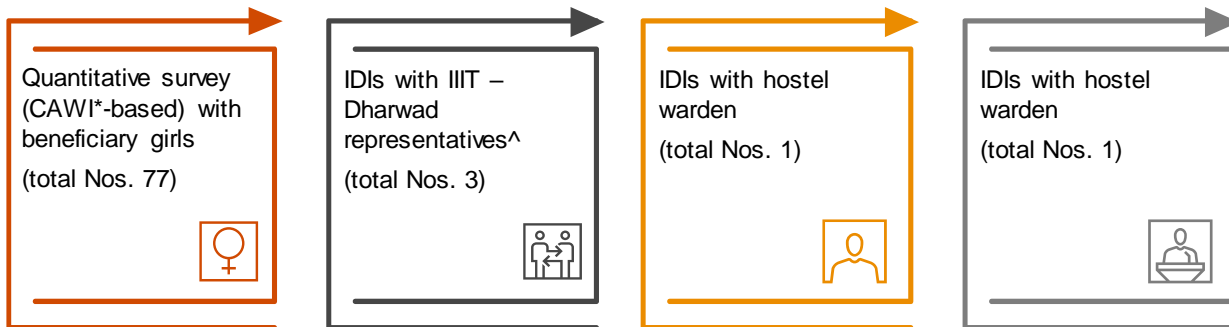 Quantitative survey
(CAWI*-based) with
beneficiary girls
(total Nos. 77)
IDIs with IIIT –
Dharwad
representatives^
(total Nos. 3)
IDIs with hostel
warden
(total Nos. 1)
IDIs with hostel
warden
(total Nos. 1)